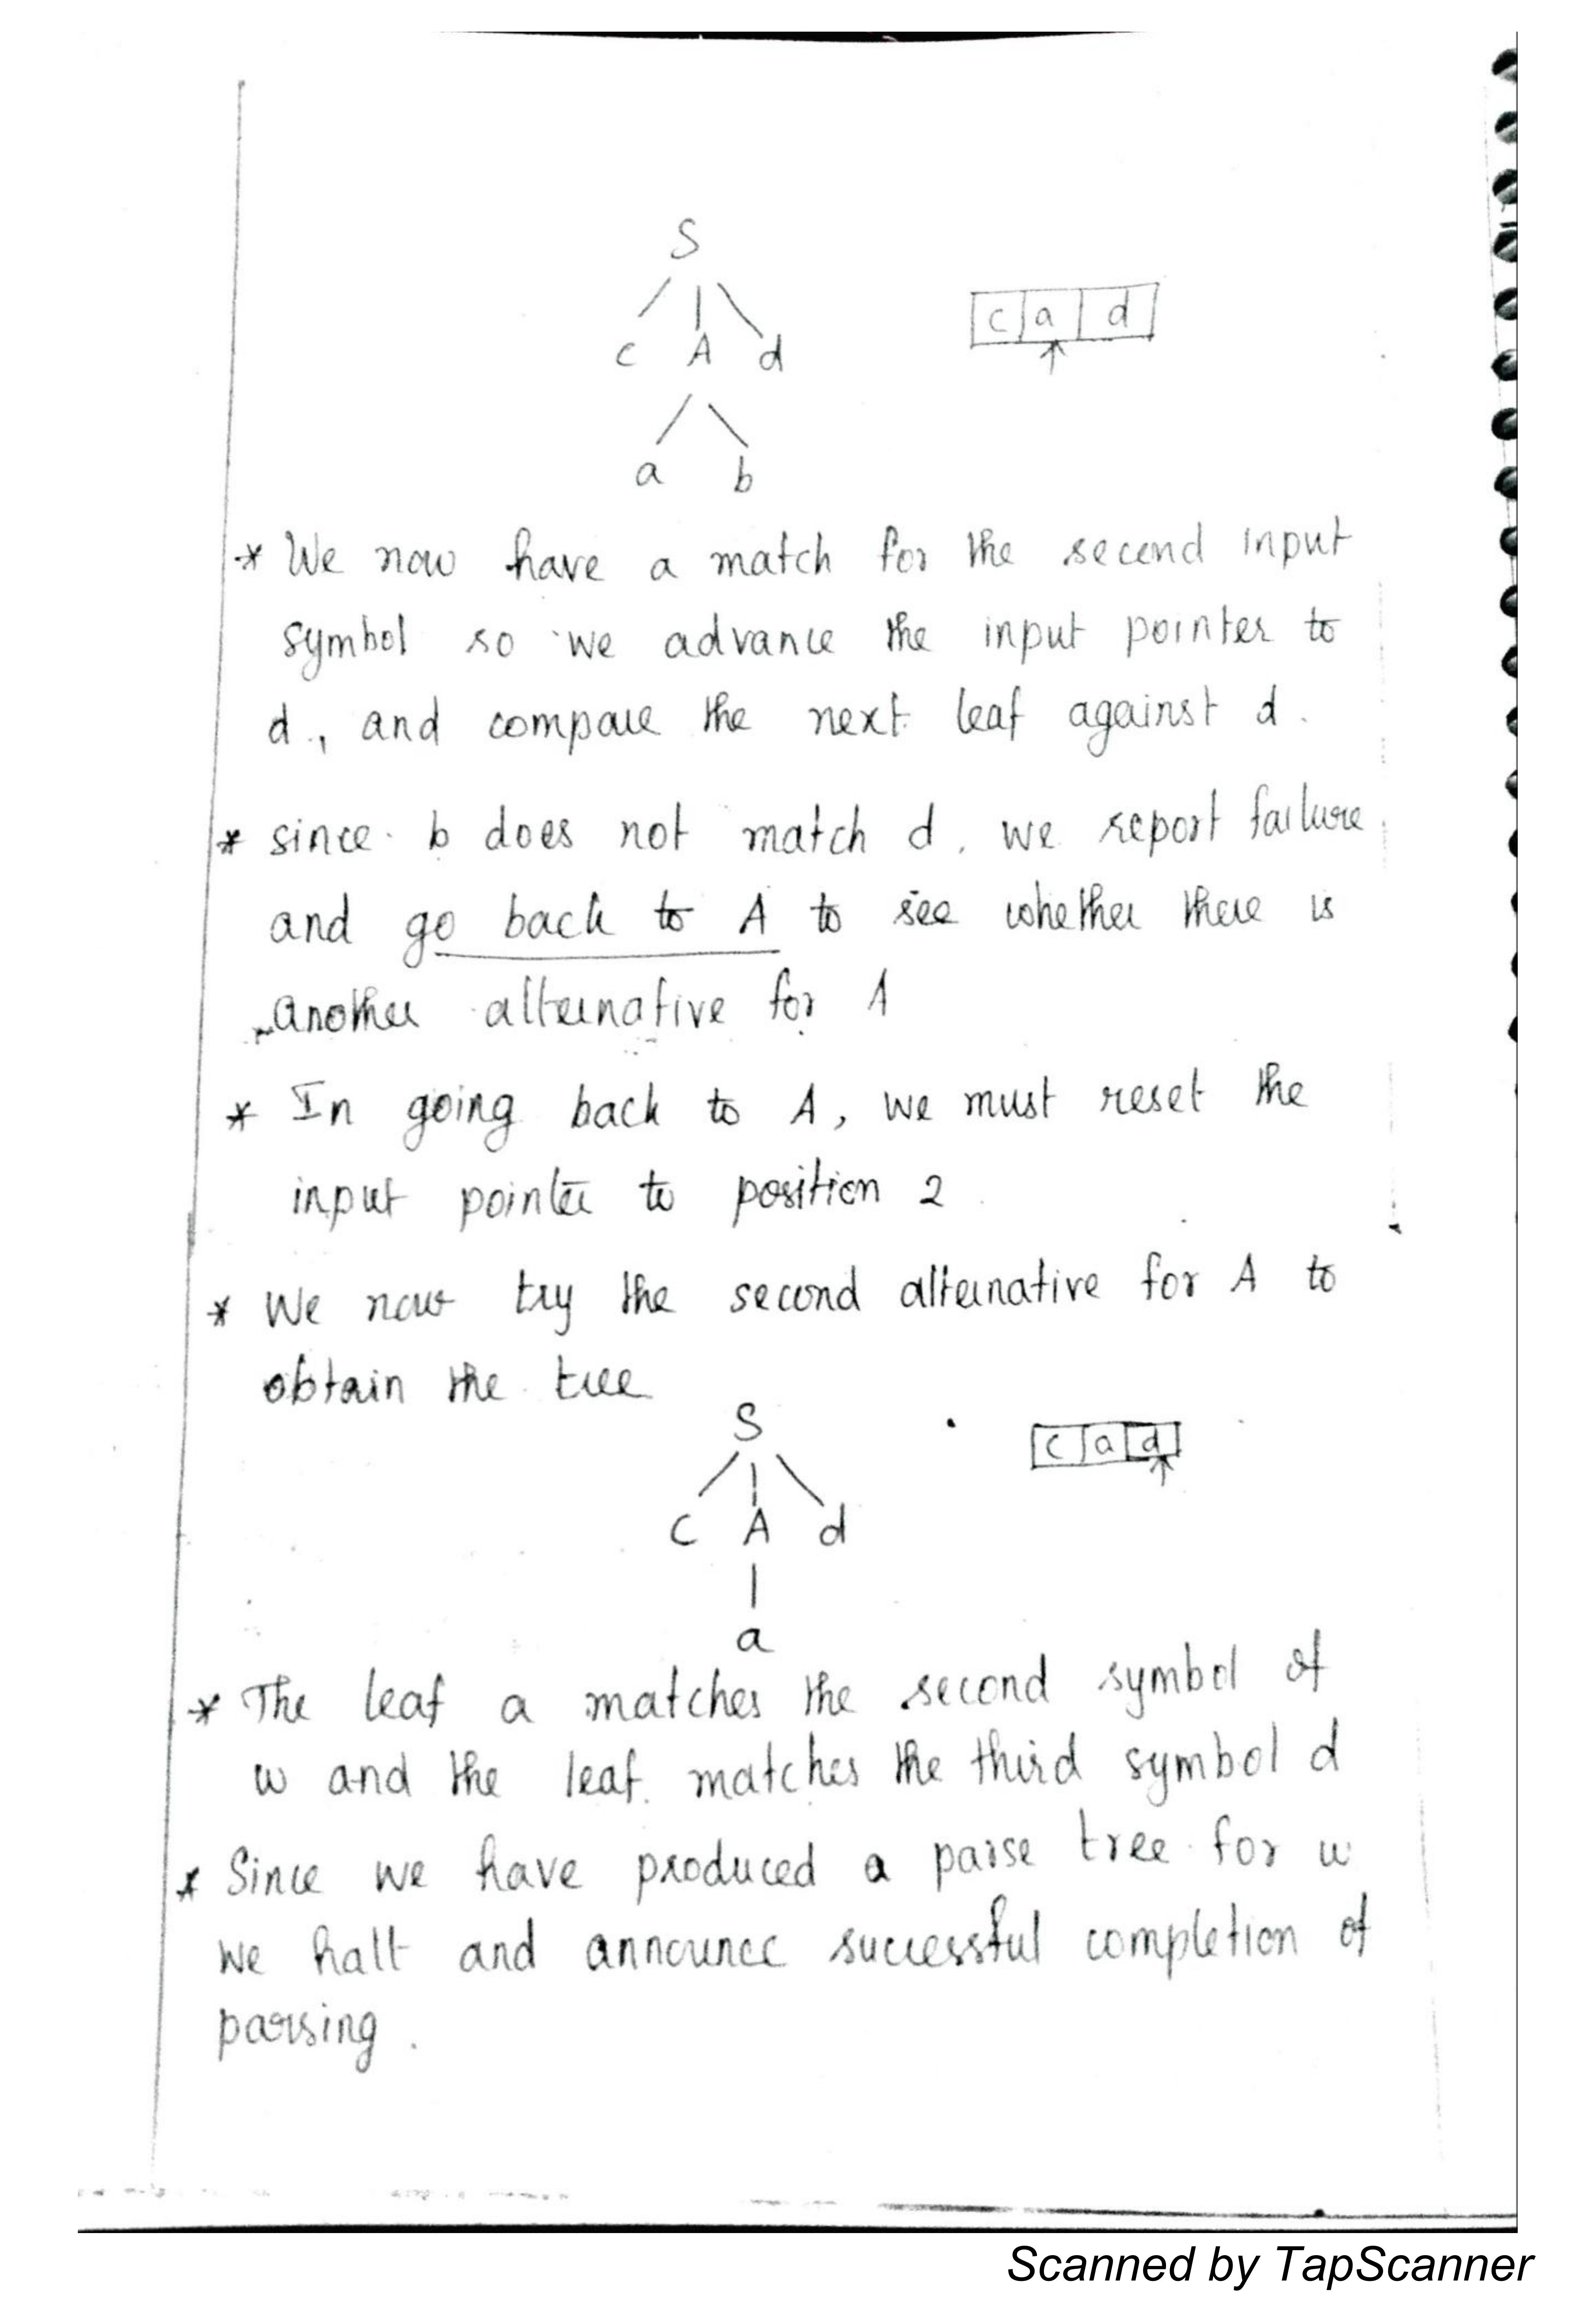 S
c A d
c a d
↑
a b
* We now have a match for the second input
symbol so we advance the input pointer to
d, and compare the next leaf against d.
* since b does not match d, we report failure
and go back to A to see whether there is
another alternative for A
* In going back to A, we must reset the
input pointer to position 2
* We now try the second alternative for A to
obtain the tree
S
c a d
↑
C A d
a
* The leaf a matches the second symbol of
w and the leaf matches the third symbol d
* Since we have produced a parse tree for w
we halt and announce successful completion of
parsing.
Scanned by TapScanner